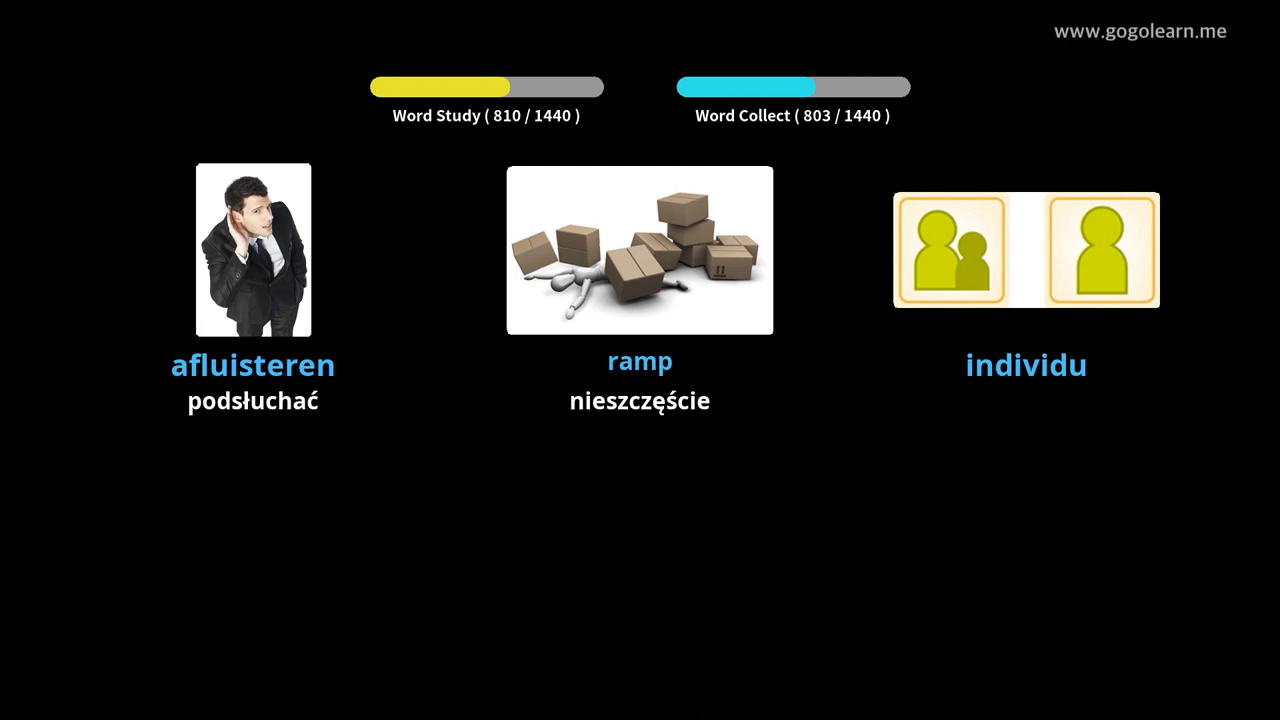 www.gogolearn.me
Word Study ( 810 / 1440 )
Word Collect ( 803 / 1440 )
afluisteren
podsłuchać
ramp
nieszczęście
individu